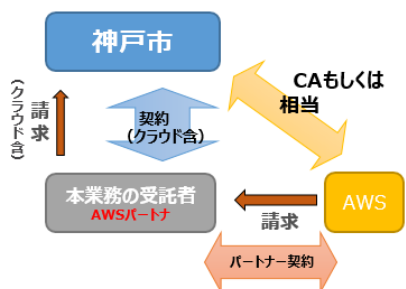 神戸市
請求
(クラウド含)
契約
(クラウド含)
CAもしくは
相当
本業務の受託者
AWSパートナ
請求
AWS
パートナー契約